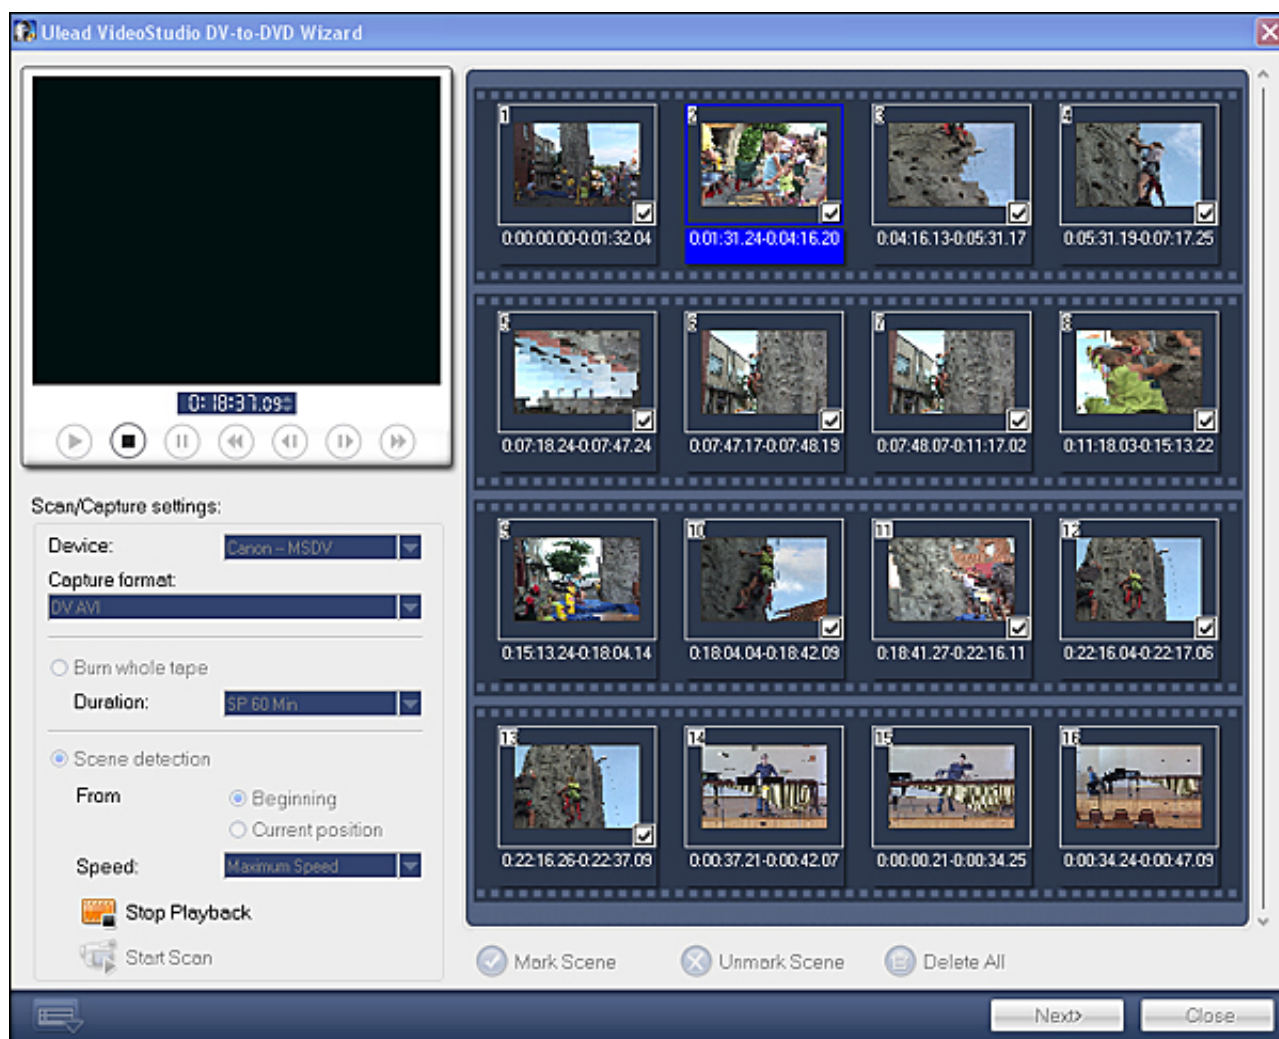 Ulead VideoStudio DV-to-DVD Wizard
0:18:37.09
Scan/Capture settings:
Device:
Canon – MSDV
Capture format:
DV AVI
Burn whole tape
Duration:
SP 60 Min
Scene detection
From
Beginning
Current position
Speed:
Maximum Speed
Stop Playback
Start Scan
1
2
3
4
0:00:00.00-0:01:32.04
0:01:31.24-0:04:16.20
0:04:16.13-0:05:31.17
0:05:31.19-0:07:17.25
5
6
7
8
0:07:18.24-0:07:47.24
0:07:47.17-0:07:48.19
0:07:48.07-0:11:17.02
0:11:18.03-0:15:13.22
9
10
11
12
0:15:13.24-0:18:04.14
0:18:04.04-0:18:42.09
0:18:41.27-0:22:16.11
0:22:16.04-0:22:17.06
13
14
15
16
0:22:16.26-0:22:37.09
0:00:37.21-0:00:42.07
0:00:00.21-0:00:34.25
0:00:34.24-0:00:47.09
Mark Scene
Unmark Scene
Delete All
Next>
Close